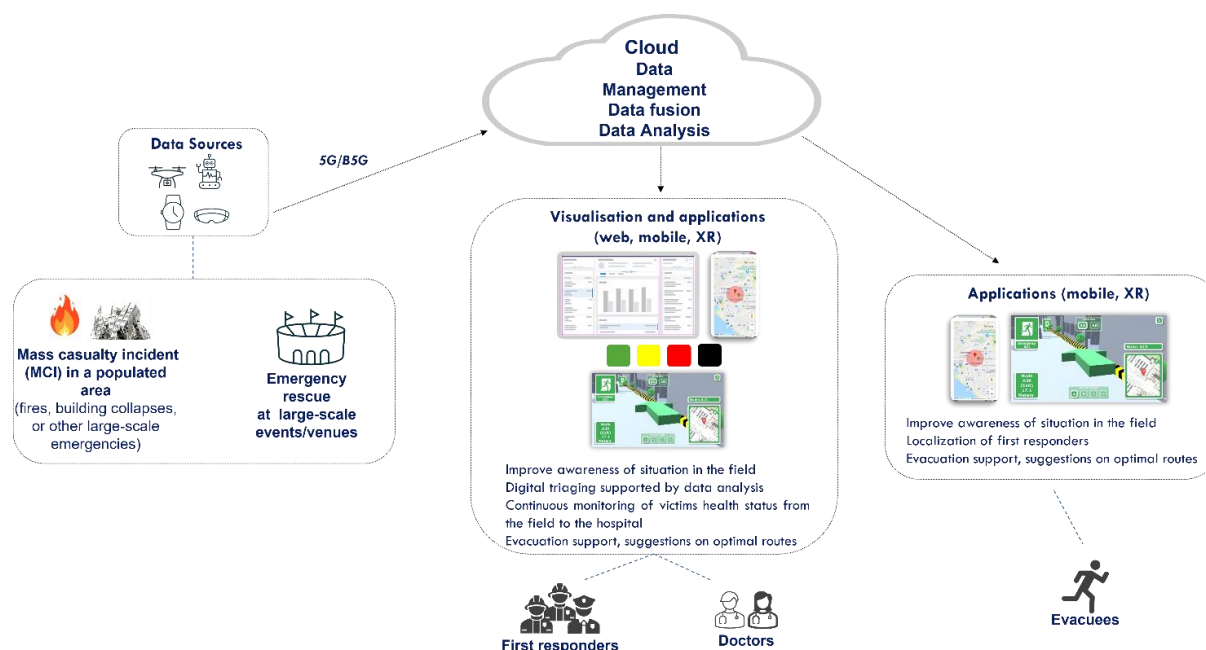 Cloud
Data
Management
Data fusion
Data Analysis
Data Sources
5G/B5G
Mass casualty incident
(MCI) in a populated
area
(fires, building collapses,
or other large-scale
emergencies)
Emergency
rescue
at large-scale
events/venues
Visualisation and applications
(web, mobile, XR)
Improve awareness of situation in the field
Digital triaging supported by data analysis
Continuous monitoring of victims health status from
the field to the hospital
Evacuation support, suggestions on optimal routes
First responders
Doctors
Applications (mobile, XR)
Improve awareness of situation in the field
Localization of first responders
Evacuation support, suggestions on optimal routes
Evacuees